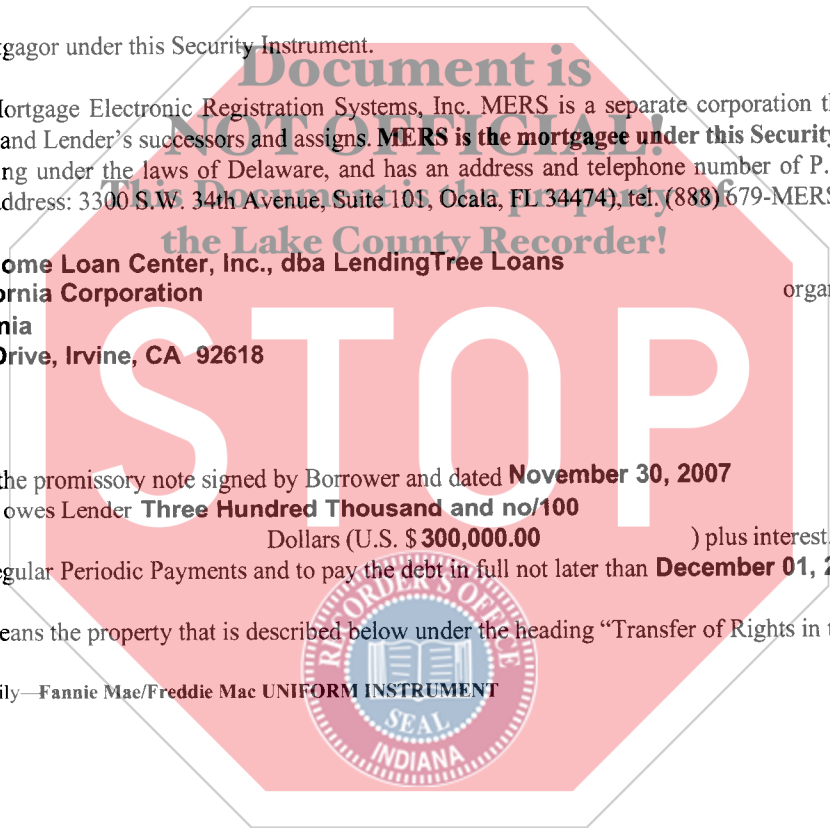 gagor under this Security Instrument.
Document is
Mortgage Electronic Registration Systems, Inc. MERS is a separate corporation t
NOT OFFICIAL!
and Lender’s successors and assigns. MERS is the mortgagee under this Security
ng under the laws of Delaware, and has an address and telephone number of P.
This Document is the property of
ddress: 3300 S.W. 34th Avenue, Suite 101, Ocala, FL 34474), tel. (888) 679-MERS
the Lake County Recorder!
ome Loan Center, Inc., dba LendingTree Loans
ornia Corporation organ
nia
Drive, Irvine, CA 92618
STOP
the promissory note signed by Borrower and dated November 30, 2007
owes Lender Three Hundred Thousand and no/100
Dollars (U.S. $ 300,000.00 ) plus interest.
egular Periodic Payments and to pay the debt in full not later than December 01, 2
RECORDER'S OFFICE
eans the property that is described below under the heading “Transfer of Rights in t
ily—Fannie Mae/Freddie Mac UNIFORM INSTRUMENT
SEAL
INDIANA